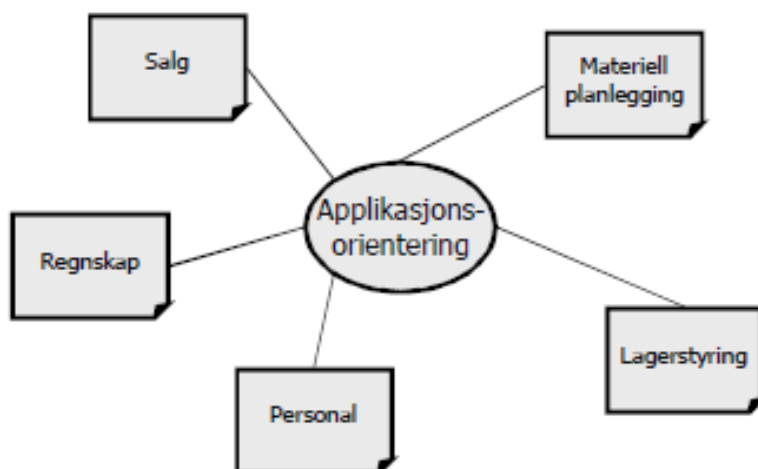 Salg
Materiell
planlegging
Applikasjons-
orientering
Regnskap
Lagerstyring
Personal